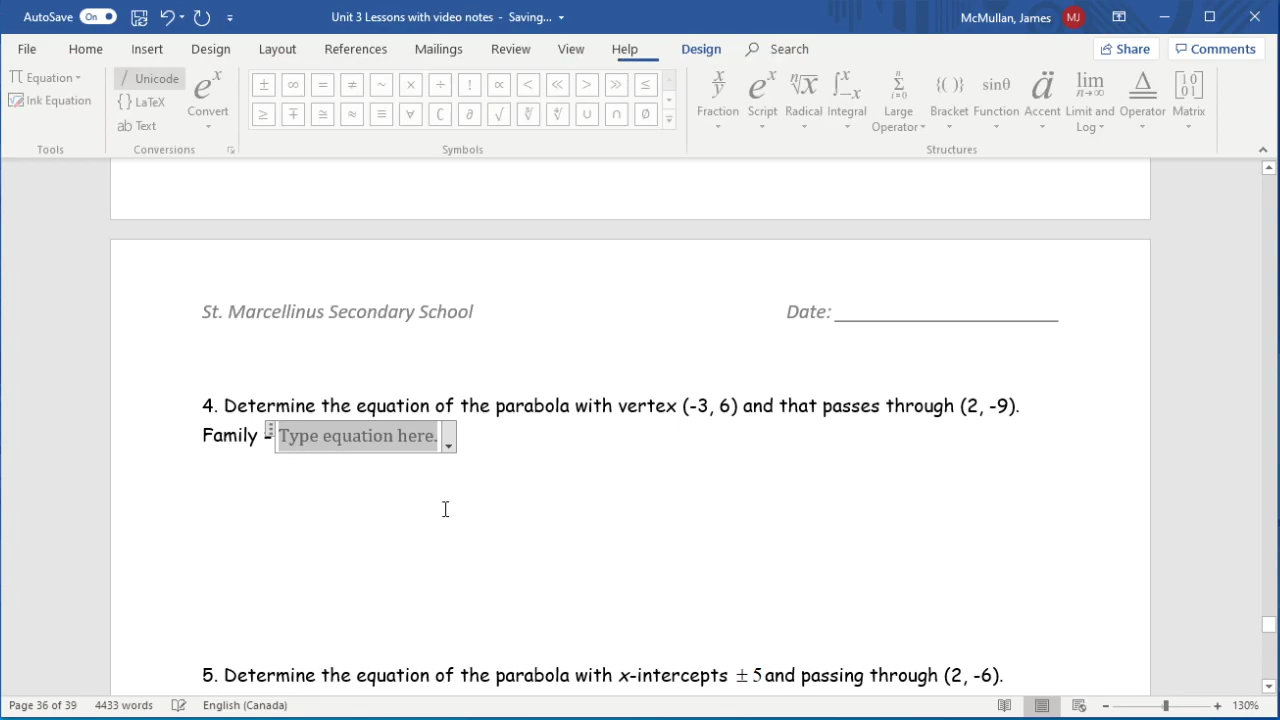 AutoSave On Unit 3 Lessons with video notes - Saving... McMullan, James MJ
File Home Insert Design Layout References Mailings Review View Help Design Search Share Comments
Equation Unicode Convert ± ∞ = ≠ ~ × ÷ ! ∝ < ≪ > ≫ ≤ Fraction Script Radical Integral Large Operator Bracket Function Accent Limit and Log Operator Matrix
Ink Equation {} LaTeX ≥ ∓ ≅ ≈ ≡ ∀ ∁ ∂ √ ∛ ∜ ∪ ∩ ∅
ab Text
Tools Conversions Symbols Structures
St. Marcellinus Secondary School Date: ______________________
4. Determine the equation of the parabola with vertex (-3, 6) and that passes through (2, -9).
Family - Type equation here.
5. Determine the equation of the parabola with x-intercepts ± 5 and passing through (2, -6).
Page 36 of 39 4433 words English (Canada) 130%